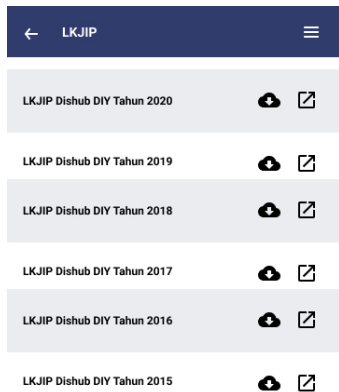 LKJIP
LKJIP Dishub DIY Tahun 2020
LKJIP Dishub DIY Tahun 2019
LKJIP Dishub DIY Tahun 2018
LKJIP Dishub DIY Tahun 2017
LKJIP Dishub DIY Tahun 2016
LKJIP Dishub DIY Tahun 2015